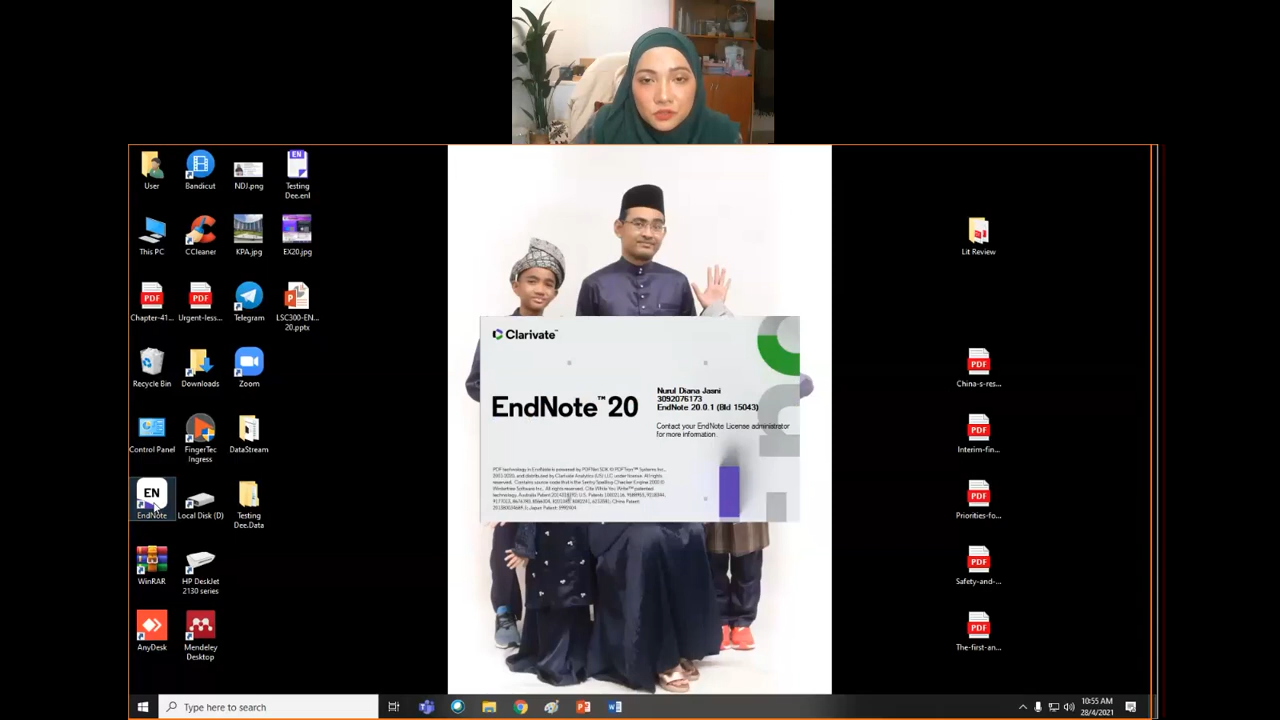 User
Bandicut
NDJ.png
Testing
Dee.enl
This PC
CCleaner
KPA.jpg
EX20.jpg
Lit Review
Chapter-41...
Urgent-less...
Telegram
LSC300-EN...
20.pptx
Recycle Bin
Downloads
Zoom
China-s-res...
Control Panel
FingerTec
Ingress
DataStream
Interim-fin...
EN
EndNote
Local Disk (D)
Testing
Dee.Data
Priorities-fo...
WinRAR
HP DeskJet
2130 series
Safety-and-...
AnyDesk
Mendeley
Desktop
The-first-an...
Clarivate™
EndNote™ 20
Nurul Diana Jasni
3092076173
EndNote 20.0.1 (Bld 15043)
Contact your EndNote License administrator
for more information.
Type here to search
10:55 AM
28/4/2021